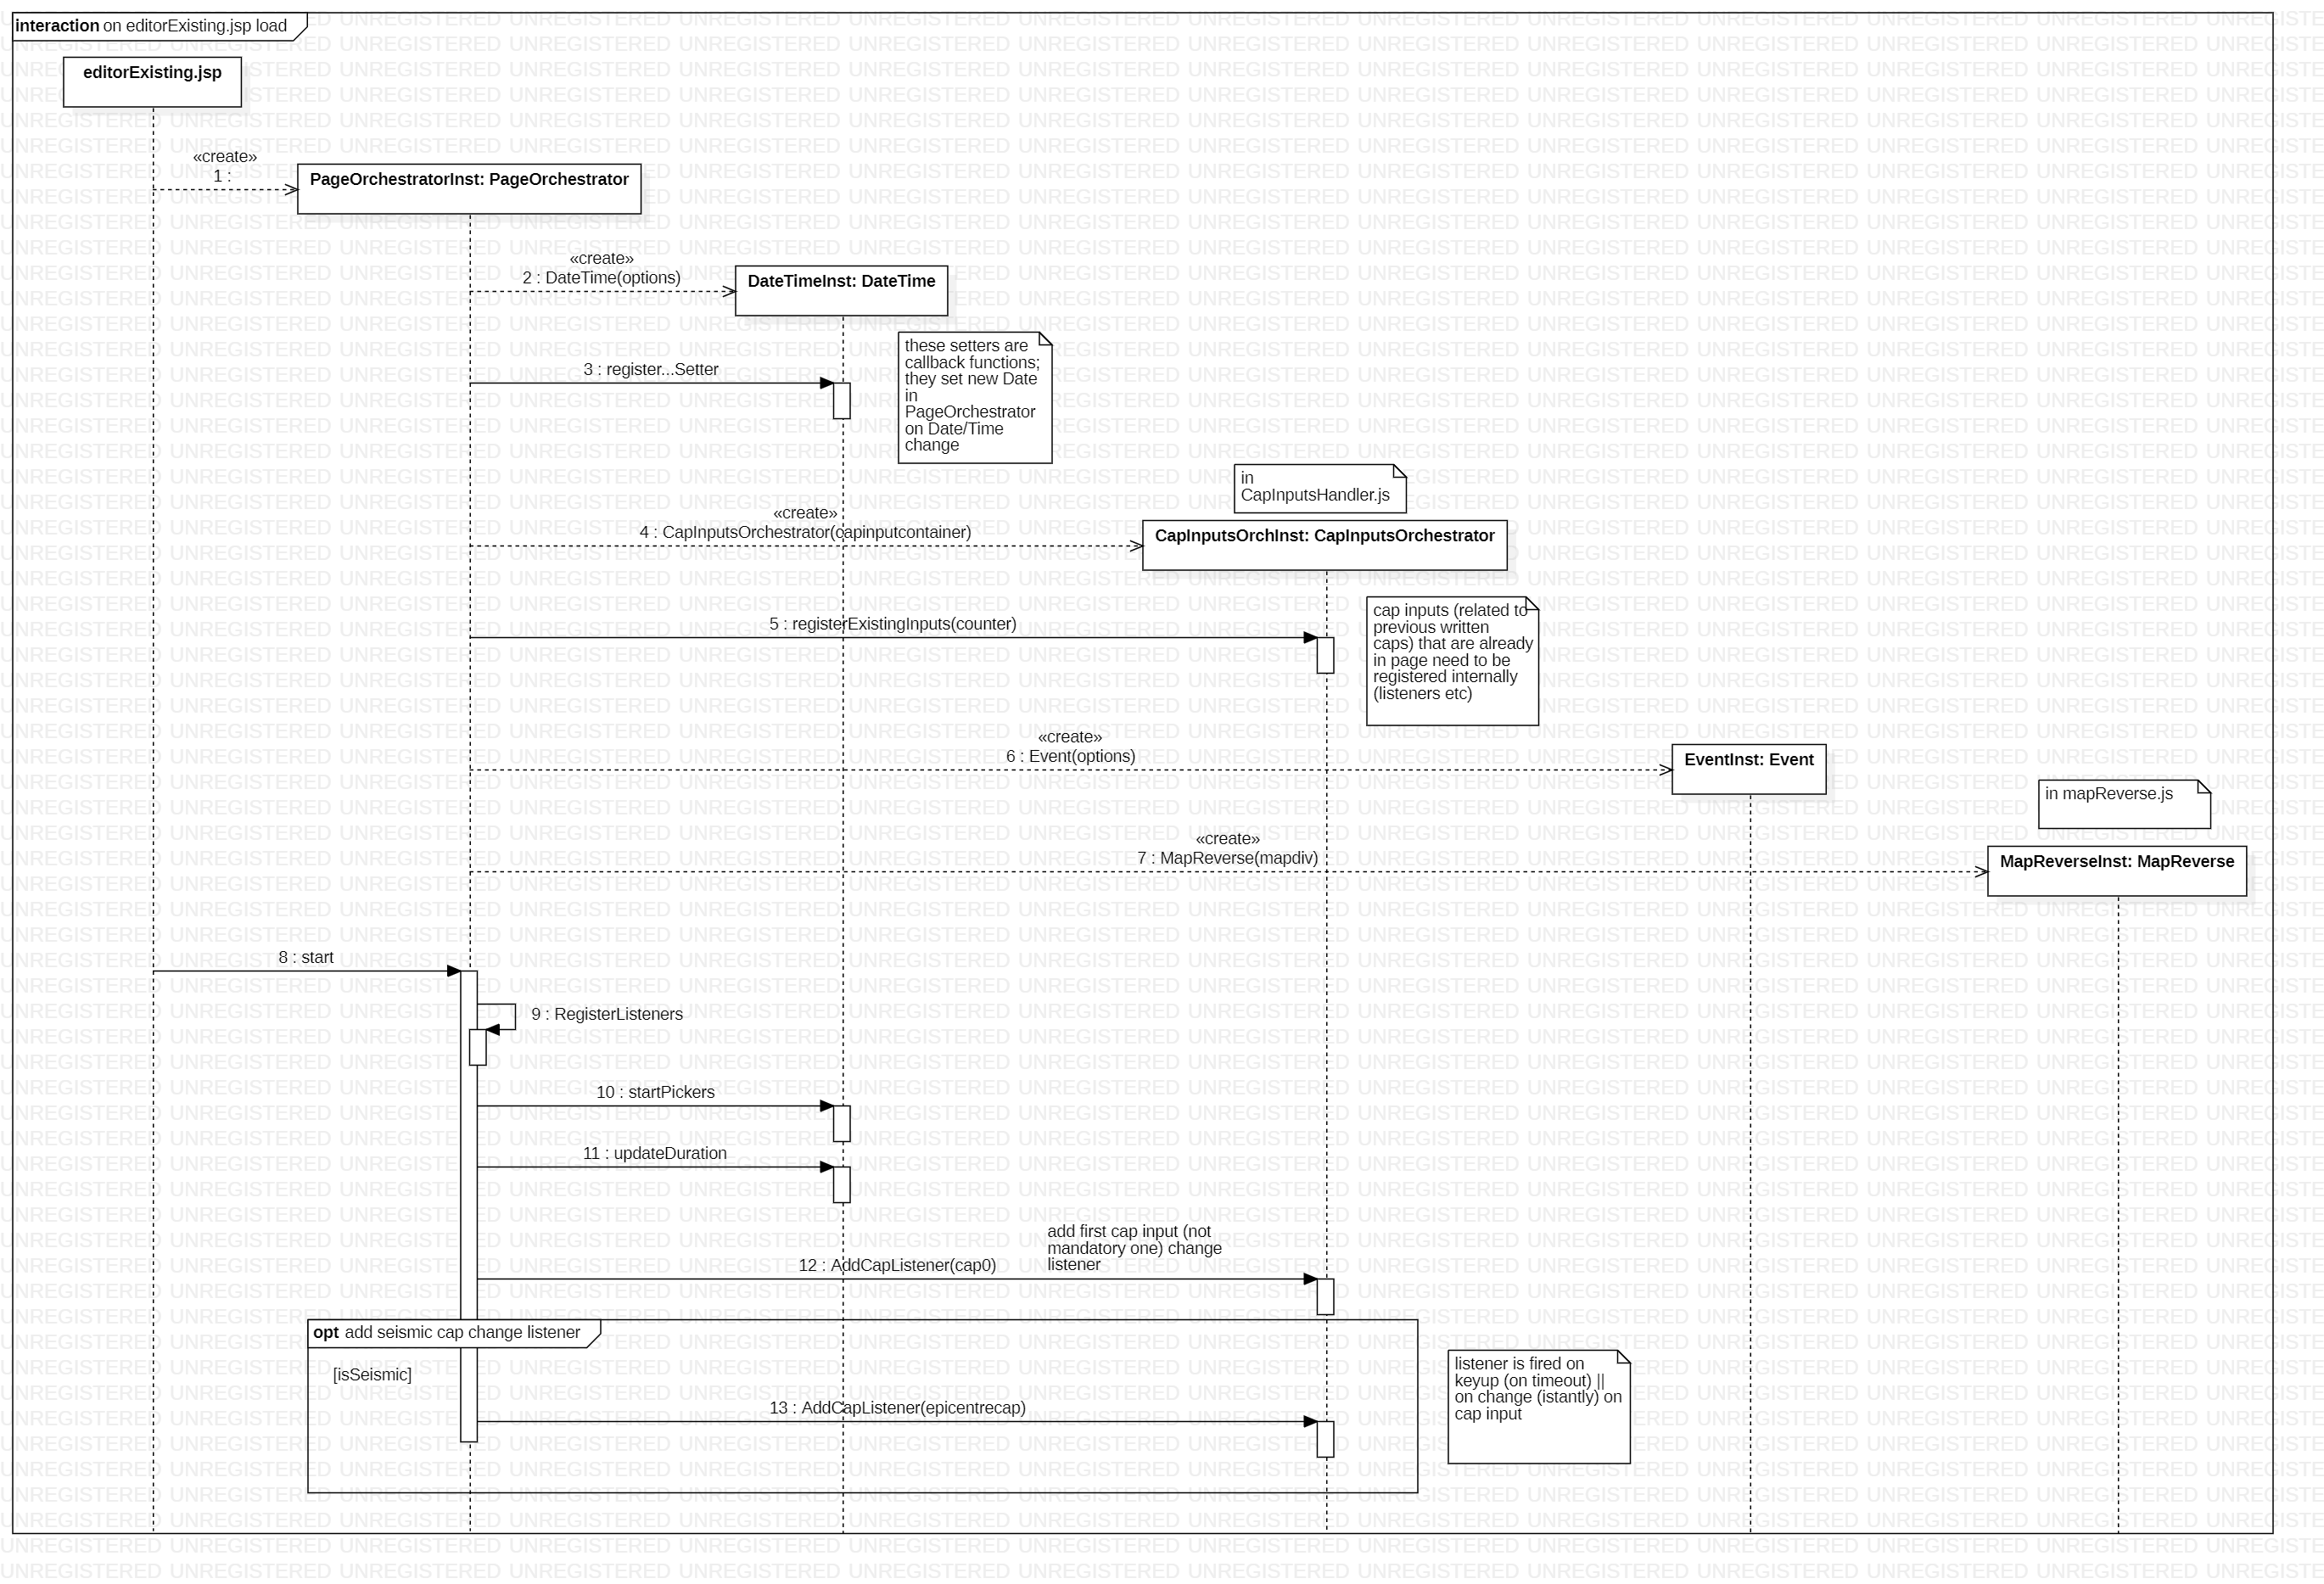 interaction on editorExisting.jsp load
editorExisting.jsp
«create»
1 :
PageOrchestratorInst: PageOrchestrator
«create»
2 : DateTime(options)
DateTimeInst: DateTime
these setters are
callback functions;
they set new Date
in
PageOrchestrator
on Date/Time
change
3 : register...Setter
in
CapInputsHandler.js
«create»
4 : CapInputsOrchestrator(capinputcontainer)
CapInputsOrchInst: CapInputsOrchestrator
cap inputs (related to
previous written
caps) that are already
in page need to be
registered internally
(listeners etc)
5 : registerExistingInputs(counter)
«create»
6 : Event(options)
EventInst: Event
in mapReverse.js
«create»
7 : MapReverse(mapdiv)
MapReverseInst: MapReverse
8 : start
9 : RegisterListeners
10 : startPickers
11 : updateDuration
add first cap input (not
mandatory one) change
listener
12 : AddCapListener(cap0)
opt add seismic cap change listener
[isSeismic]
listener is fired on
keyup (on timeout) ||
on change (istantly) on
cap input
13 : AddCapListener(epicentrecap)
UNREGISTERED